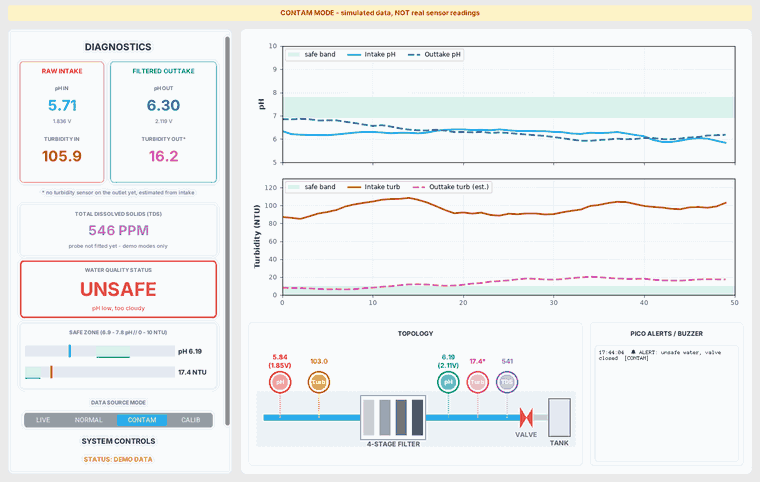 CONTAM MODE - simulated data, NOT real sensor readings
DIAGNOSTICS
RAW INTAKE
pH IN
5.71
1.836 V
TURBIDITY IN
105.9
FILTERED OUTTAKE
pH OUT
6.30
2.119 V
TURBIDITY OUT*
16.2
* no turbidity sensor on the outlet yet, estimated from intake
TOTAL DISSOLVED SOLIDS (TDS)
546 PPM
probe not fitted yet - demo modes only
WATER QUALITY STATUS
UNSAFE
pH low, too cloudy
SAFE ZONE (6.9 - 7.8 pH // 0 - 10 NTU)
pH 6.19
17.4 NTU
DATA SOURCE MODE
LIVE NORMAL CONTAM CALIB
SYSTEM CONTROLS
STATUS: DEMO DATA
safe band Intake pH Outtake pH
10
9
8
7
6
5
pH
safe band Intake turb Outtake turb (est.)
120
100
80
60
40
20
0
Turbidity (NTU)
0 10 20 30 40 50
TOPOLOGY
5.84
(1.85V)
103.0
6.19
(2.11V)
17.4*
541
pH
Turb
pH
Turb
TDS
4-STAGE FILTER
VALVE
TANK
PICO ALERTS / BUZZER
17:44:04 🔔 ALERT: unsafe water, valve
closed [CONTAM]